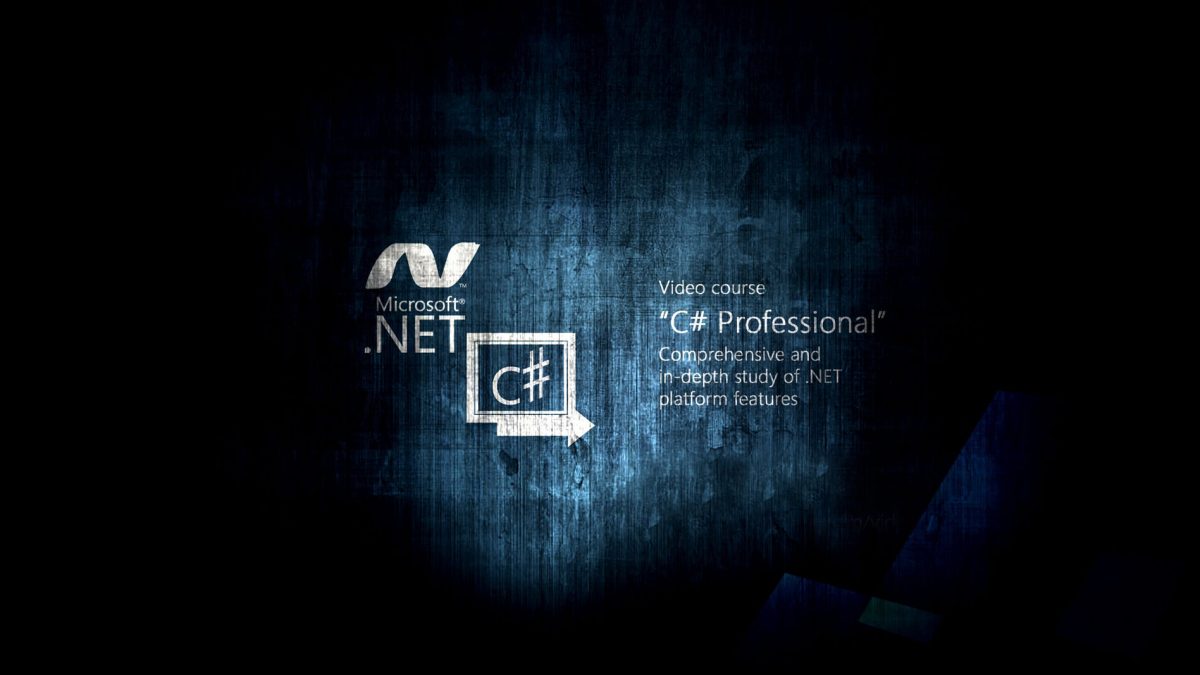 Microsoft®
.NET
C#
Video course
"C# Professional"
Comprehensive and
in-depth study of .NET
platform features